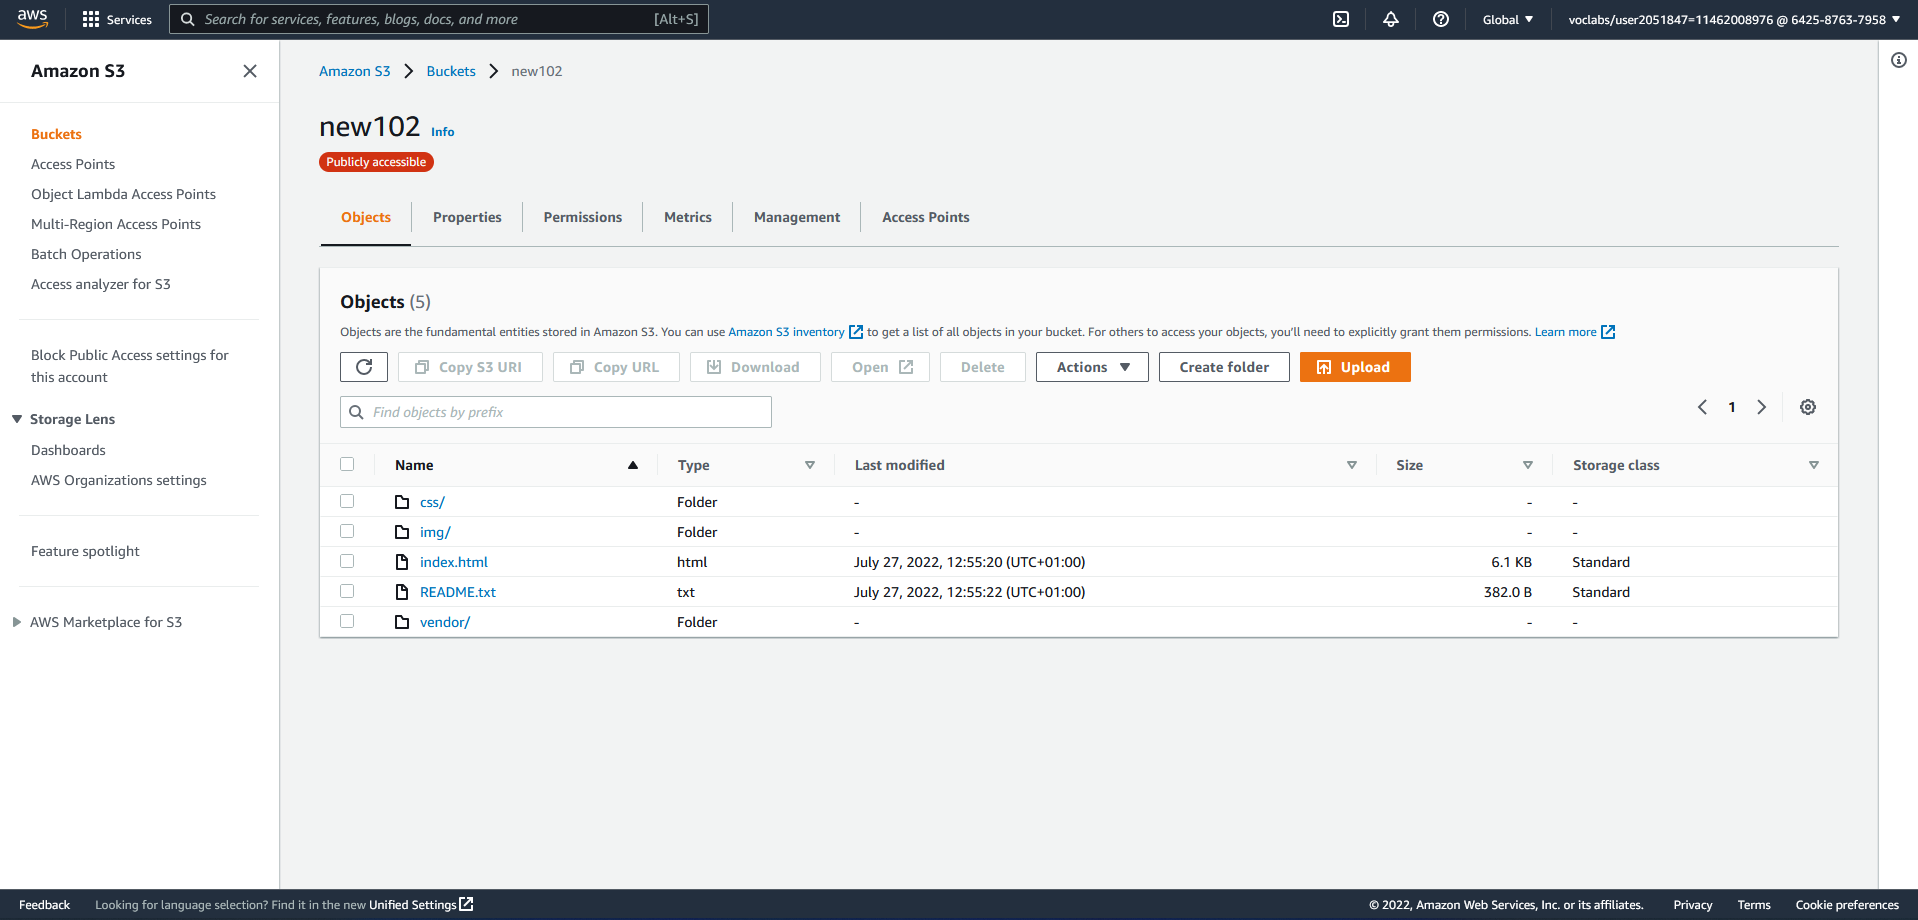 aws Services Search for services, features, blogs, docs, and more [Alt+S] Global voclabs/user2051847=11462008976 @ 6425-8763-7958
Amazon S3
Buckets
Access Points
Object Lambda Access Points
Multi-Region Access Points
Batch Operations
Access analyzer for S3
Block Public Access settings for
this account
Storage Lens
Dashboards
AWS Organizations settings
Feature spotlight
AWS Marketplace for S3
Amazon S3 Buckets new102
new102 Info
Publicly accessible
Objects Properties Permissions Metrics Management Access Points
Objects (5)
Objects are the fundamental entities stored in Amazon S3. You can use Amazon S3 inventory to get a list of all objects in your bucket. For others to access your objects, you'll need to explicitly grant them permissions. Learn more
Copy S3 URI Copy URL Download Open Delete Actions Create folder Upload
Find objects by prefix 1
Name Type Last modified Size Storage class
css/ Folder - - -
img/ Folder - - -
index.html html July 27, 2022, 12:55:20 (UTC+01:00) 6.1 KB Standard
README.txt txt July 27, 2022, 12:55:22 (UTC+01:00) 382.0 B Standard
vendor/ Folder - - -
Feedback Looking for language selection? Find it in the new Unified Settings © 2022, Amazon Web Services, Inc. or its affiliates. Privacy Terms Cookie preferences